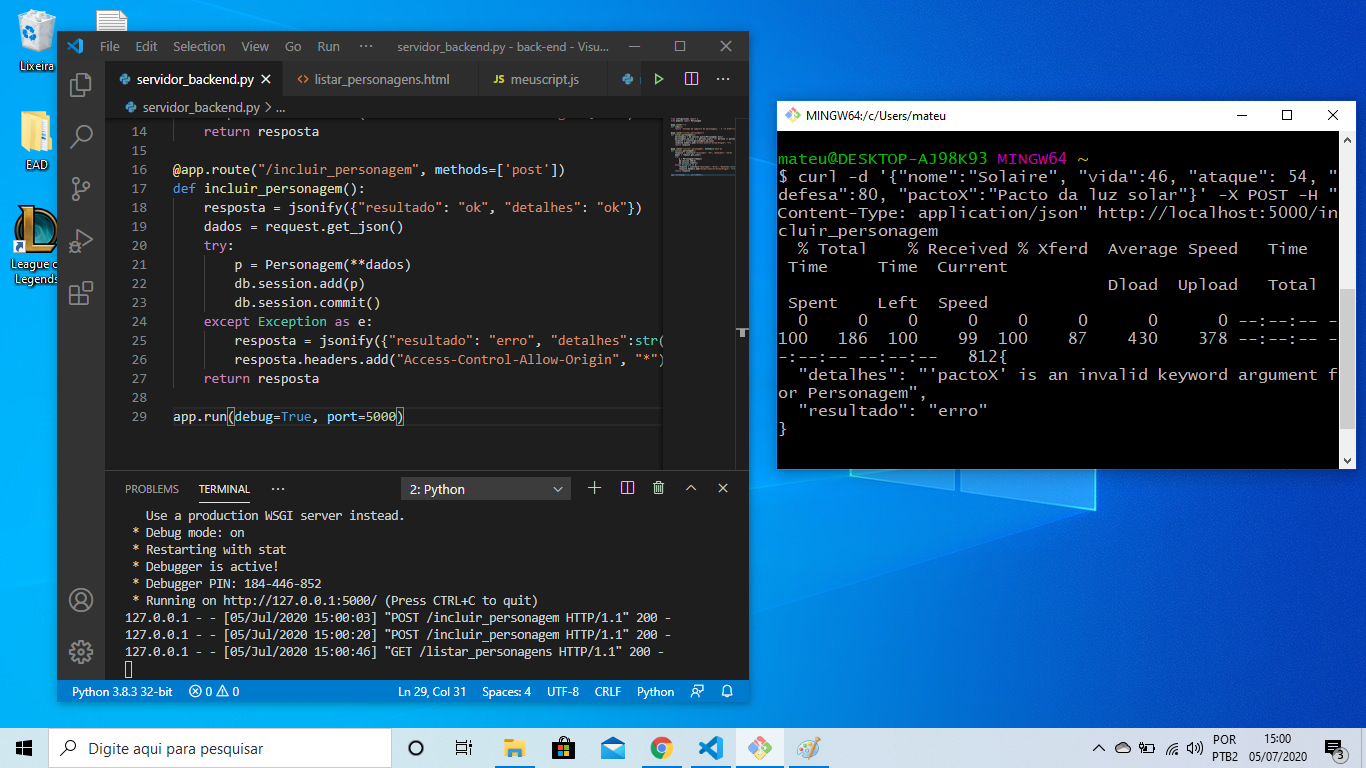 Lixeira
EAD
League of
Legends
File Edit Selection View Go Run ··· servidor_backend.py - back-end - Visu...
servidor_backend.py listar_personagens.html JS meuscript.js
servidor_backend.py > ...
14 return resposta
15
16 @app.route("/incluir_personagem", methods=['post'])
17 def incluir_personagem():
18 resposta = jsonify({"resultado": "ok", "detalhes": "ok"})
19 dados = request.get_json()
20 try:
21 p = Personagem(**dados)
22 db.session.add(p)
23 db.session.commit()
24 except Exception as e:
25 resposta = jsonify({"resultado": "erro", "detalhes":str(
26 resposta.headers.add("Access-Control-Allow-Origin", "*")
27 return resposta
28
29 app.run(debug=True, port=5000)
PROBLEMS TERMINAL ··· 2: Python
Use a production WSGI server instead.
* Debug mode: on
* Restarting with stat
* Debugger is active!
* Debugger PIN: 184-446-852
* Running on http://127.0.0.1:5000/ (Press CTRL+C to quit)
127.0.0.1 - - [05/Jul/2020 15:00:03] "POST /incluir_personagem HTTP/1.1" 200 -
127.0.0.1 - - [05/Jul/2020 15:00:20] "POST /incluir_personagem HTTP/1.1" 200 -
127.0.0.1 - - [05/Jul/2020 15:00:46] "GET /listar_personagens HTTP/1.1" 200 -
Python 3.8.3 32-bit 0 0 Ln 29, Col 31 Spaces: 4 UTF-8 CRLF Python
MINGW64:/c/Users/mateu
mateu@DESKTOP-AJ98K93 MINGW64 ~
$ curl -d '{"nome":"Solaire", "vida":46, "ataque": 54, "
defesa":80, "pactoX":"Pacto da luz solar"}' -X POST -H "
Content-Type: application/json" http://localhost:5000/in
cluir_personagem
% Total % Received % Xferd Average Speed Time
Time Time Current
Dload Upload Total
Spent Left Speed
0 0 0 0 0 0 0 0 --:--:-- -
100 186 100 99 100 87 430 378 --:--:-- -
-:--:-- --:--:-- 812{
"detalhes": "'pactoX' is an invalid keyword argument f
or Personagem",
"resultado": "erro"
}
Digite aqui para pesquisar
POR
PTB2
15:00
05/07/2020
3